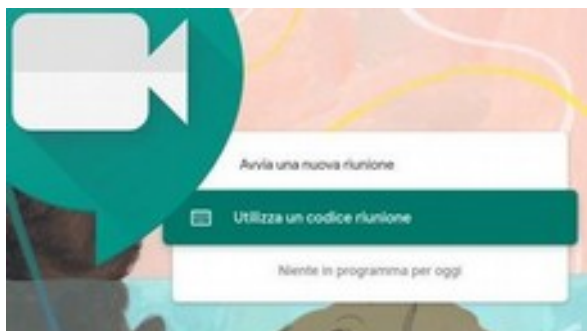 Avvia una nuova riunione
Utilizza un codice riunione
Niente in programma per oggi